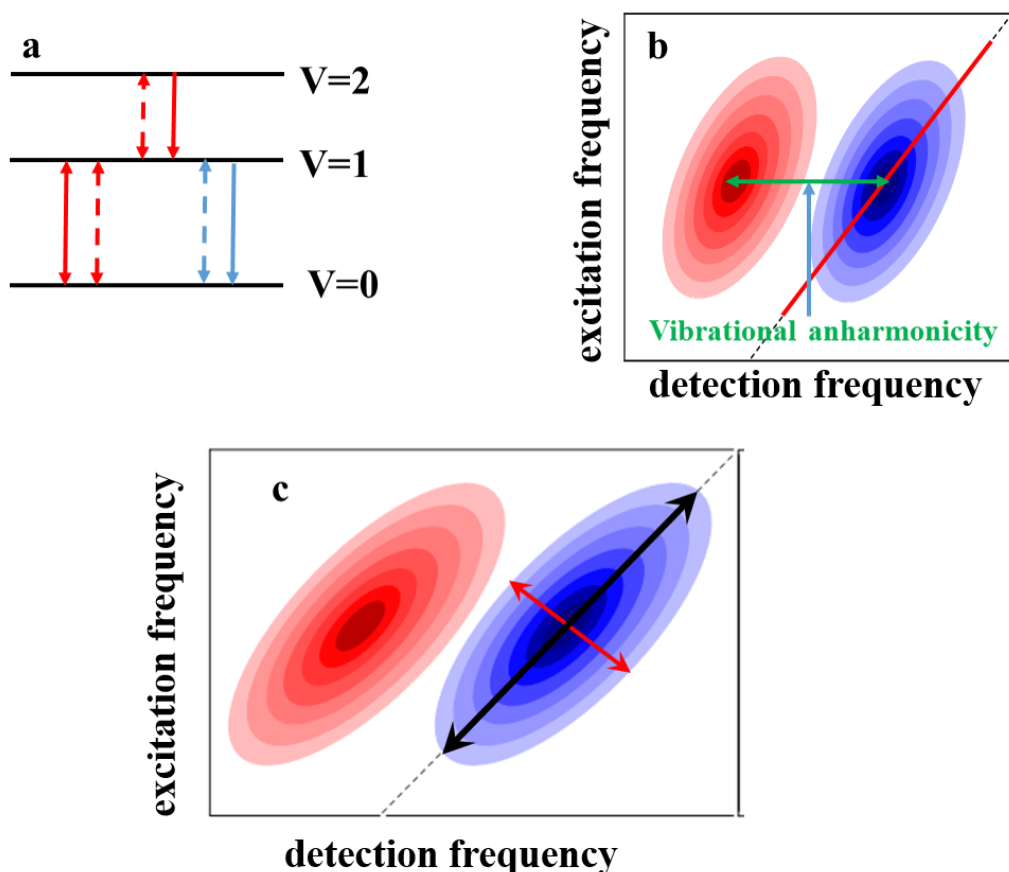 a
V=2
V=1
V=0
b
excitation frequency
Vibrational anharmonicity
detection frequency
c
excitation frequency
detection frequency